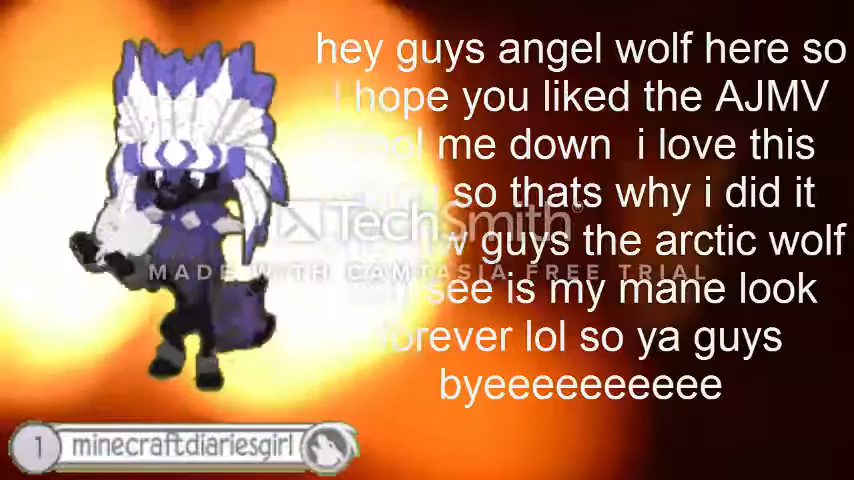 hey guys angel wolf here so
I hope you liked the AJMV
me down i love this
so thats why i did it
guys the arctic wolf
see is my mane look
forever lol so ya guys
byeeeeeeeeee
TechSmith®
MADE WITH CAMTASIA FREE TRIAL
1 minecraftdiariesgirl